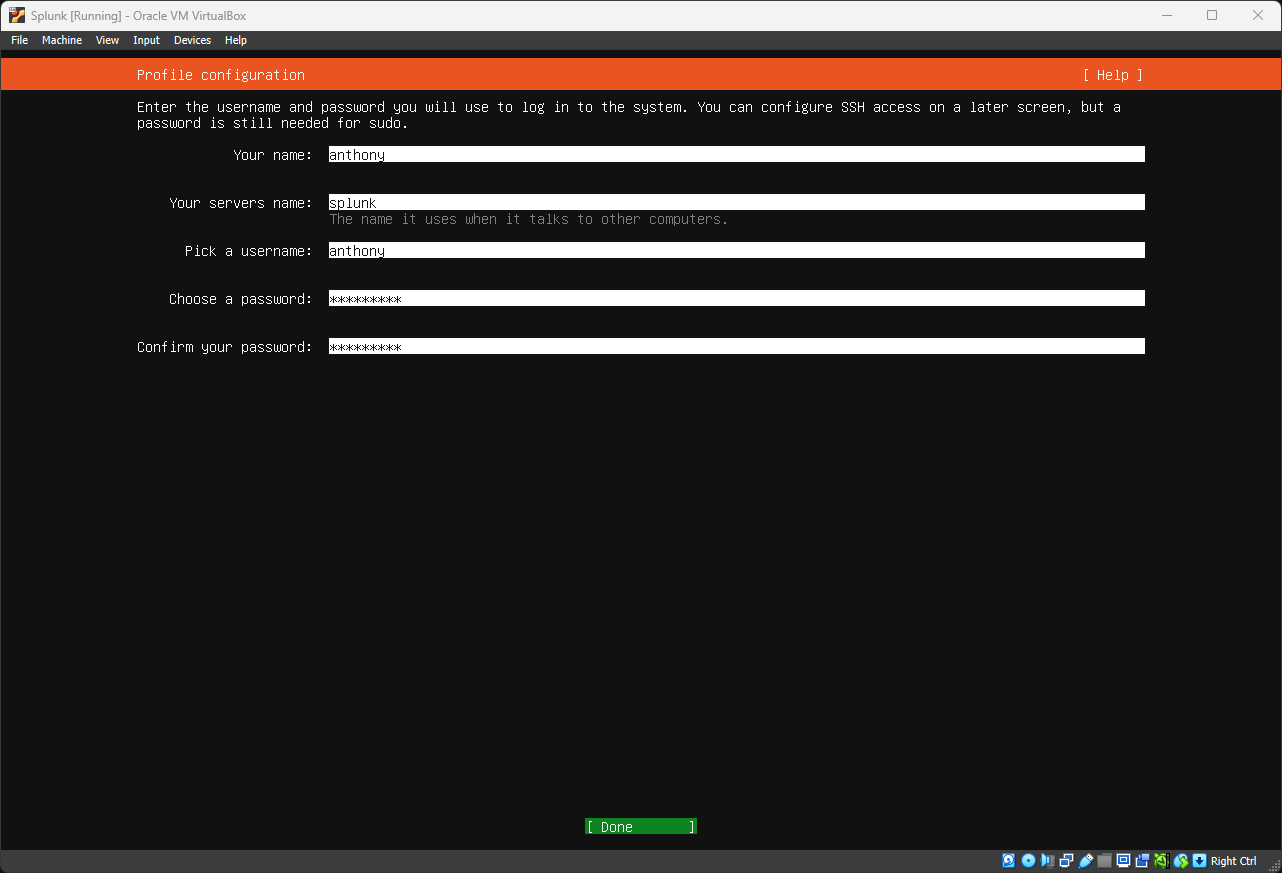 Splunk [Running] - Oracle VM VirtualBox
File Machine View Input Devices Help
Profile configuration [ Help ]
Enter the username and password you will use to log in to the system. You can configure SSH access on a later screen, but a
password is still needed for sudo.
Your name: anthony
Your servers name: splunk
The name it uses when it talks to other computers.
Pick a username: anthony
Choose a password: *********
Confirm your password: *********
[ Done ]
Right Ctrl